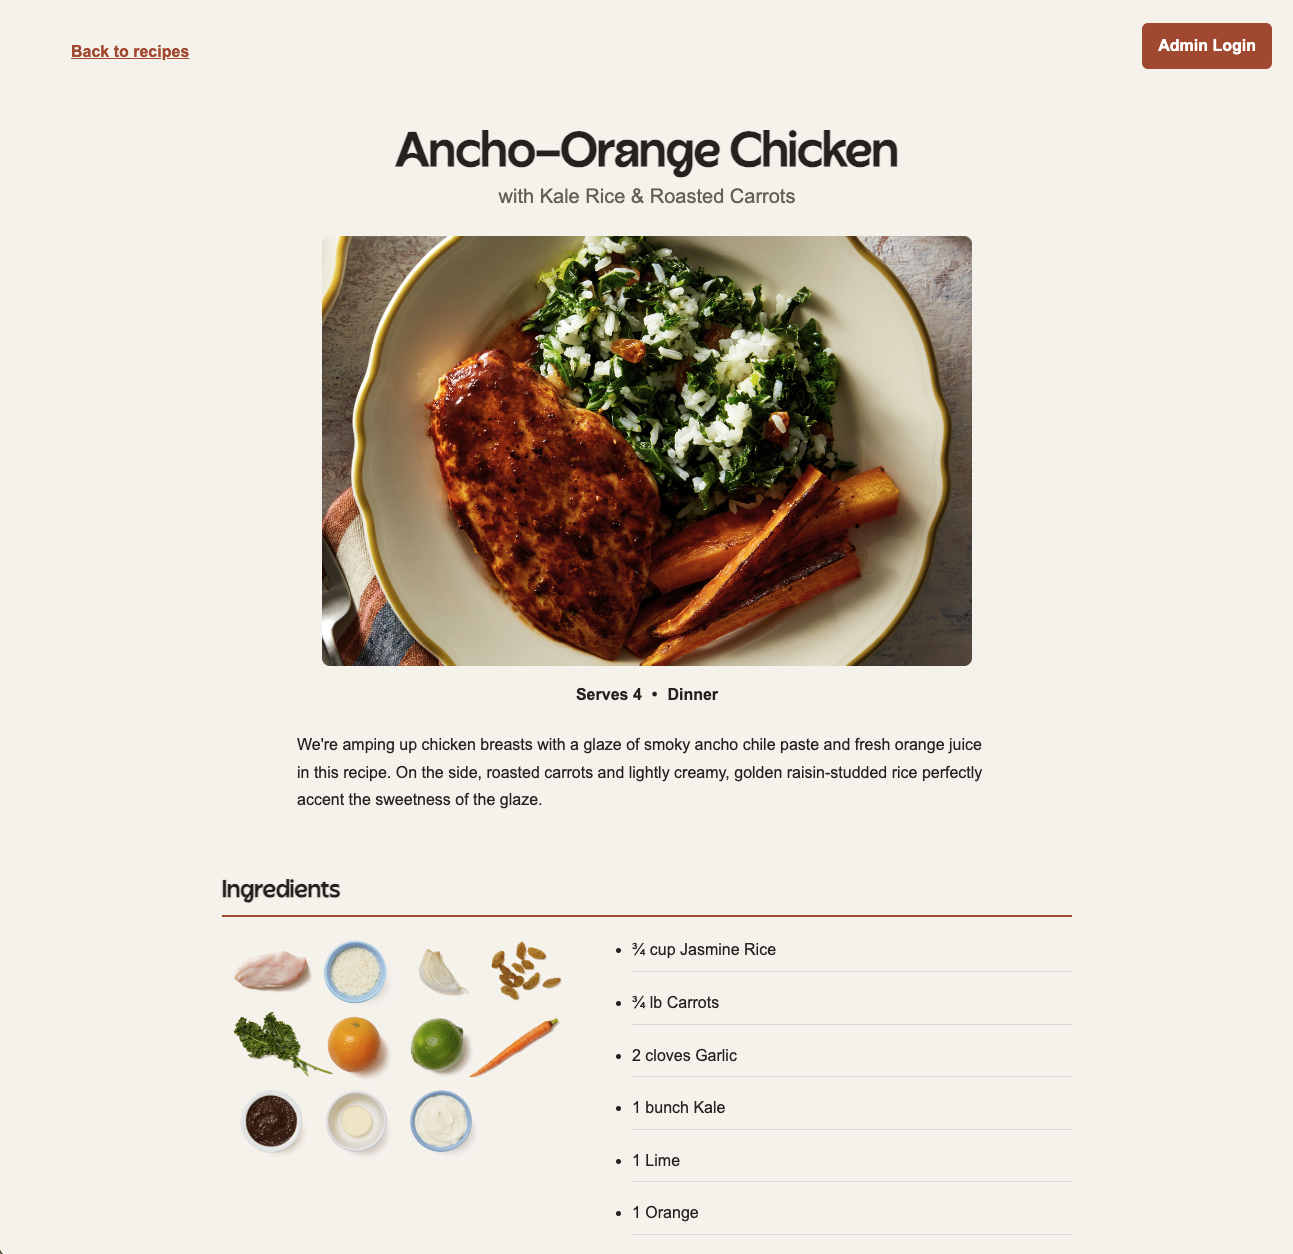 Back to recipes
Admin Login
Ancho-Orange Chicken
with Kale Rice & Roasted Carrots
Serves 4 • Dinner
We're amping up chicken breasts with a glaze of smoky ancho chile paste and fresh orange juice
in this recipe. On the side, roasted carrots and lightly creamy, golden raisin-studded rice perfectly
accent the sweetness of the glaze.
Ingredients
• ¾ cup Jasmine Rice
• ¾ lb Carrots
• 2 cloves Garlic
• 1 bunch Kale
• 1 Lime
• 1 Orange